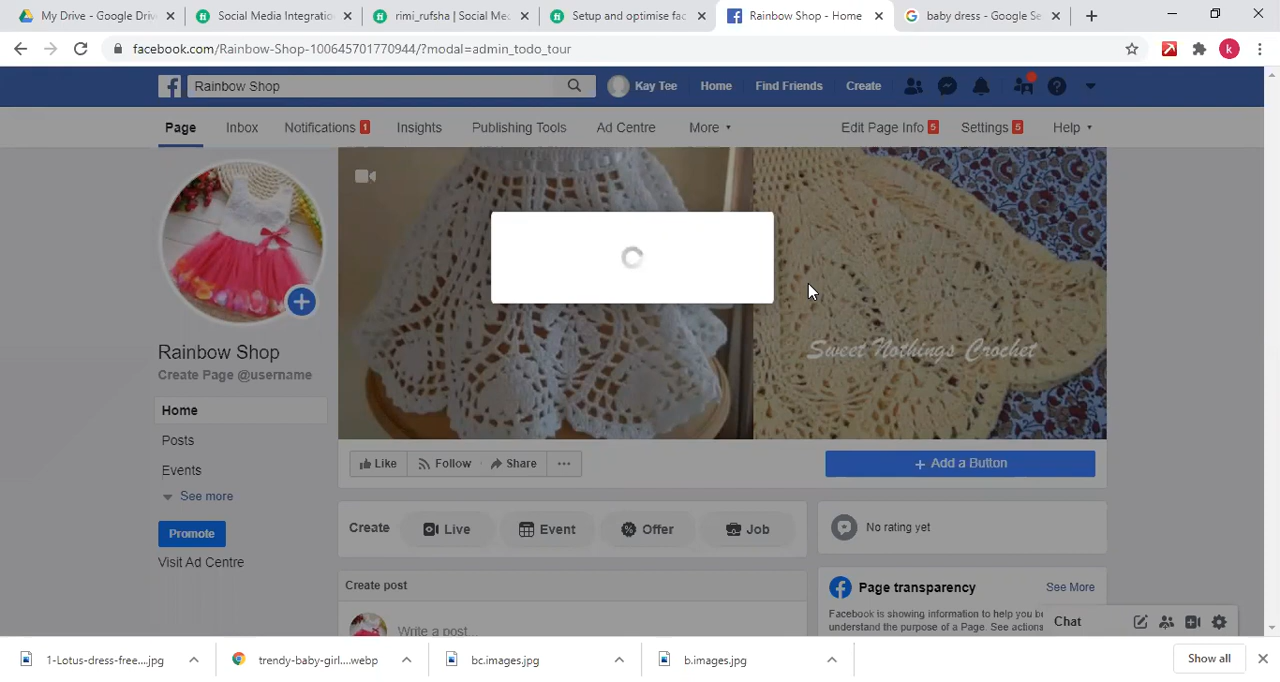 My Drive - Google Driv
Social Media Integratio
rimi_rufsha | Social Me
Setup and optimise fac
Rainbow Shop - Home
baby dress - Google Se
facebook.com/Rainbow-Shop-100645701770944/?modal=admin_todo_tour
k
Rainbow Shop
Kay Tee
Home
Find Friends
Create
Page
Inbox
Notifications 1
Insights
Publishing Tools
Ad Centre
More
Edit Page Info 5
Settings 5
Help
Sweet Nothings Crochet
Rainbow Shop
Create Page @username
Home
Posts
Events
See more
Promote
Visit Ad Centre
Like
Follow
Share
+ Add a Button
Create
Live
Event
Offer
Job
No rating yet
Create post
Write a post...
Page transparency
See More
Facebook is showing information to help you be
understand the purpose of a Page. See actions
Chat
1-Lotus-dress-free....jpg
trendy-baby-girl....webp
bc.images.jpg
b.images.jpg
Show all